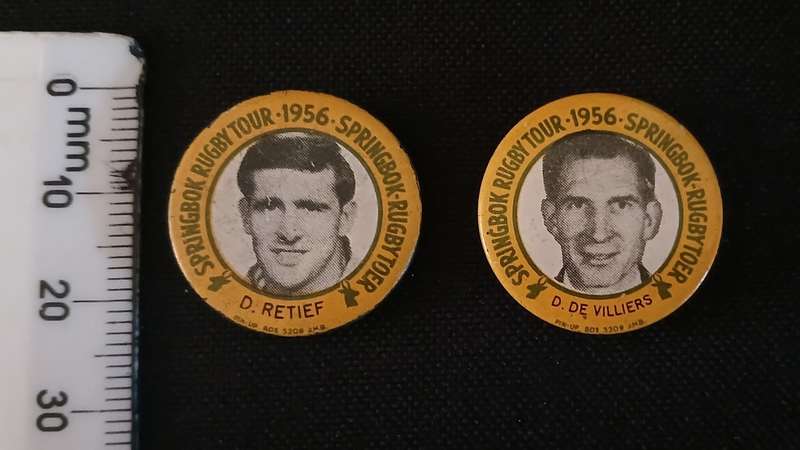 0 mm
10
20
30
SPRINGBOK RUGBY TOUR · 1956 · SPRINGBOK-RUGBYTOER
D. RETIEF
PIN-UP BOX 5208 JHB.
SPRINGBOK RUGBY TOUR · 1956 · SPRINGBOK-RUGBYTOER
D. DE VILLIERS
PIN-UP BOX 5208 JHB.